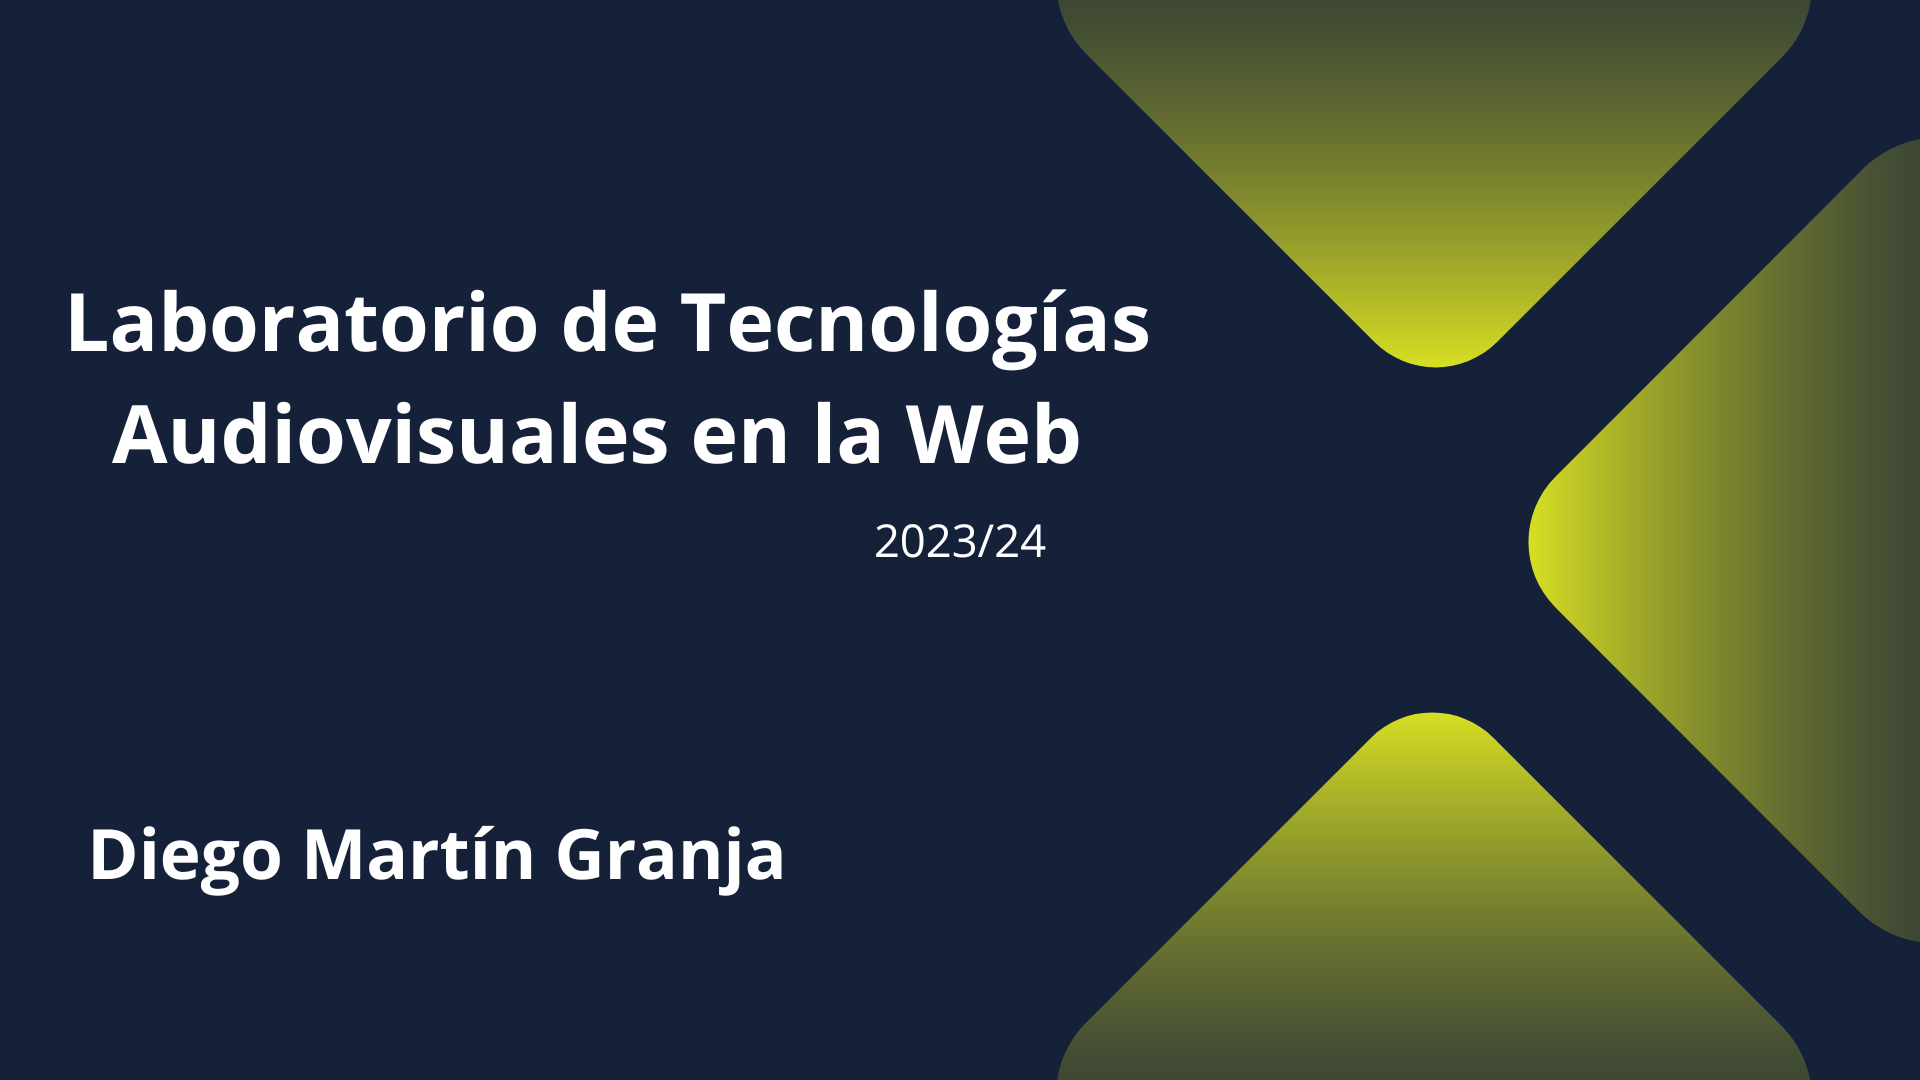 Laboratorio de Tecnologías
Audiovisuales en la Web
2023/24
Diego Martín Granja